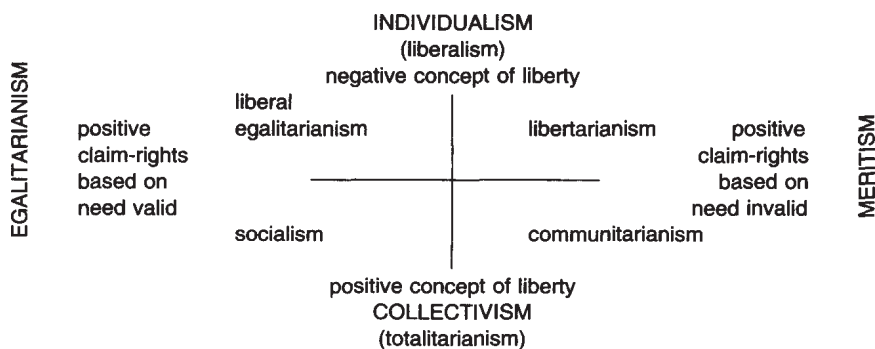 INDIVIDUALISM
(liberalism)
negative concept of liberty
EGALITARIANISM
positive
claim-rights
based on
need valid
liberal
egalitarianism
libertarianism
positive
claim-rights
based on
need invalid
MERITISM
socialism
communitarianism
positive concept of liberty
COLLECTIVISM
(totalitarianism)